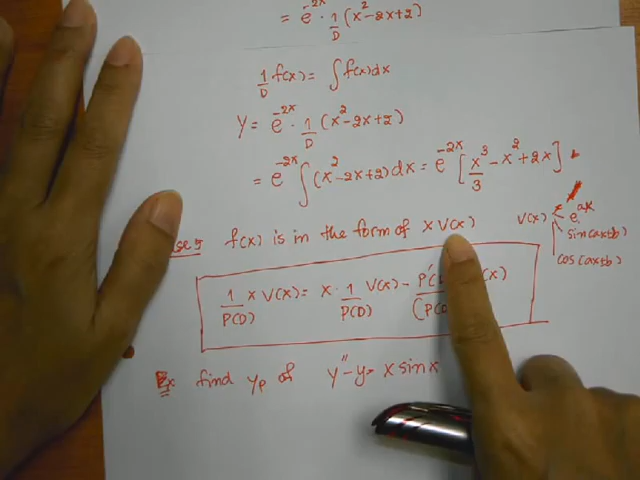 = e^{-2x} · 1/D (x²-2x+2)
1/D f(x) = ∫ f(x)dx
y = e^{-2x} · 1/D (x²-2x+2)
= e^{-2x} ∫ (x²-2x+2) dx = e^{-2x} [x³/3 - x² + 2x]
f(x) is in the form of x V(x)
V(x)
e^{ax}
sin(ax+b)
cos(ax+b)
1/P(D) x V(x) = x · 1/P(D) V(x) - P'( (P(D (x)
Ex find yp of y'' - y = x sin x